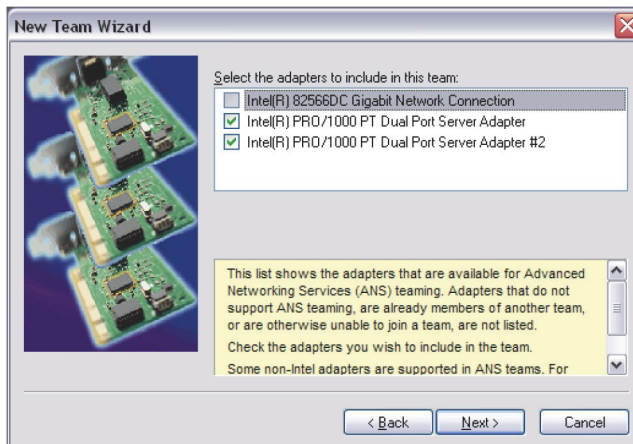 New Team Wizard
Select the adapters to include in this team:
Intel(R) 82566DC Gigabit Network Connection
Intel(R) PRO/1000 PT Dual Port Server Adapter
Intel(R) PRO/1000 PT Dual Port Server Adapter #2
This list shows the adapters that are available for Advanced
Networking Services (ANS) teaming. Adapters that do not
support ANS teaming, are already members of another team,
or are otherwise unable to join a team, are not listed.
Check the adapters you wish to include in the team.
Some non-Intel adapters are supported in ANS teams. For
< Back
Next >
Cancel